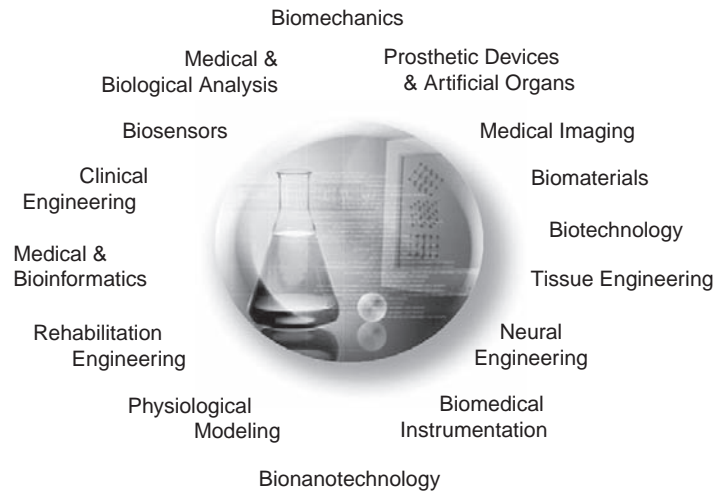 Biomechanics
Medical &
Biological Analysis
Prosthetic Devices
& Artificial Organs
Biosensors
Medical Imaging
Clinical
Engineering
Biomaterials
Biotechnology
Medical &
Bioinformatics
Tissue Engineering
Rehabilitation
Engineering
Neural
Engineering
Physiological
Modeling
Biomedical
Instrumentation
Bionanotechnology